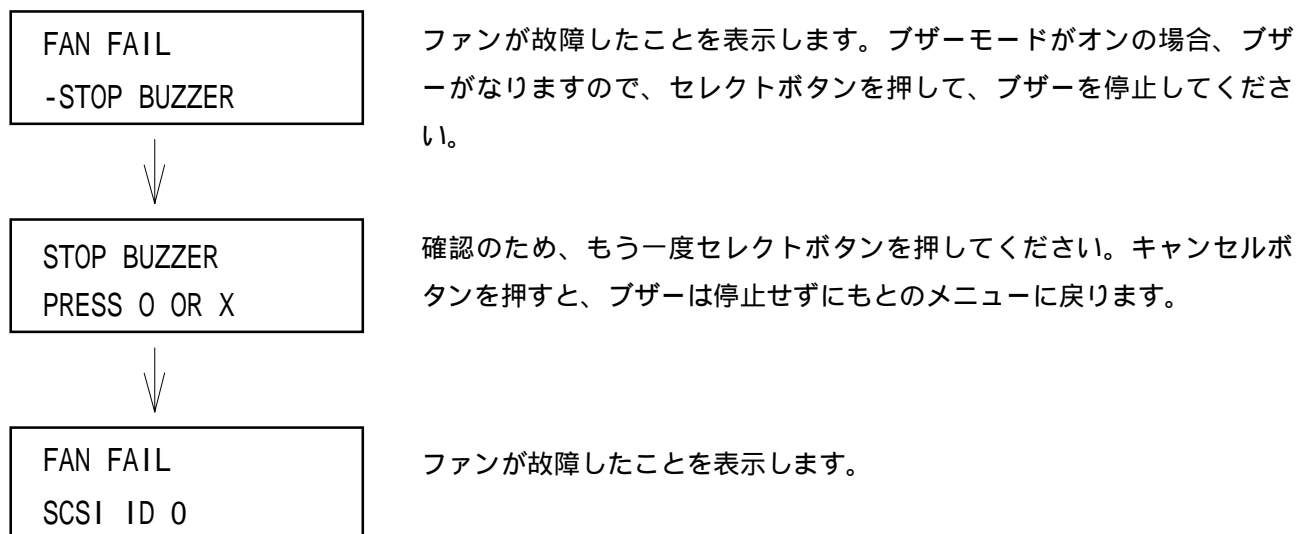 FAN FAIL
-STOP BUZZER
ファンが故障したことを表示します。ブザーモードがオンの場合、ブザ
ーがなりますので、セレクトボタンを押して、ブザーを停止してくださ
い。
STOP BUZZER
PRESS O OR X
確認のため、もう一度セレクトボタンを押してください。キャンセルボ
タンを押すと、ブザーは停止せずにもとのメニューに戻ります。
FAN FAIL
SCSI ID 0
ファンが故障したことを表示します。